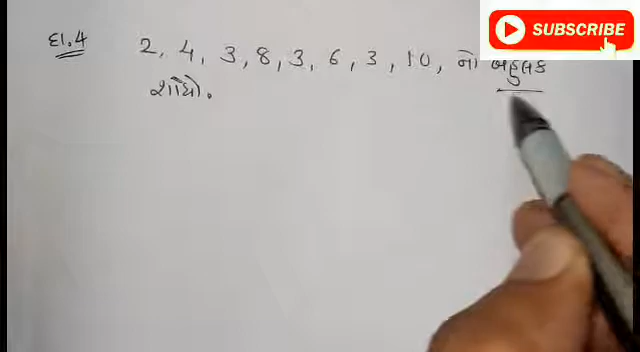 દા.4 2, 4, 3, 8, 3, 6, 3, 10, નો બહુલક
શોધો.
SUBSCRIBE